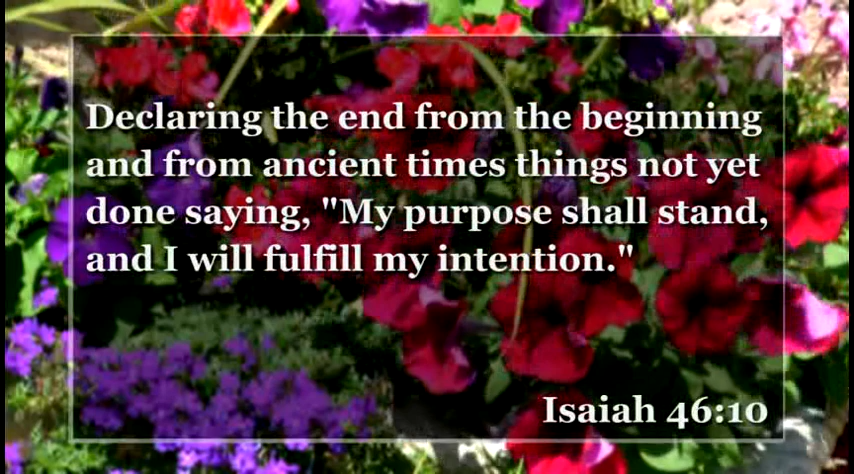 Declaring the end from the beginning
and from ancient times things not yet
done saying, "My purpose shall stand,
and I will fulfill my intention."
Isaiah 46:10